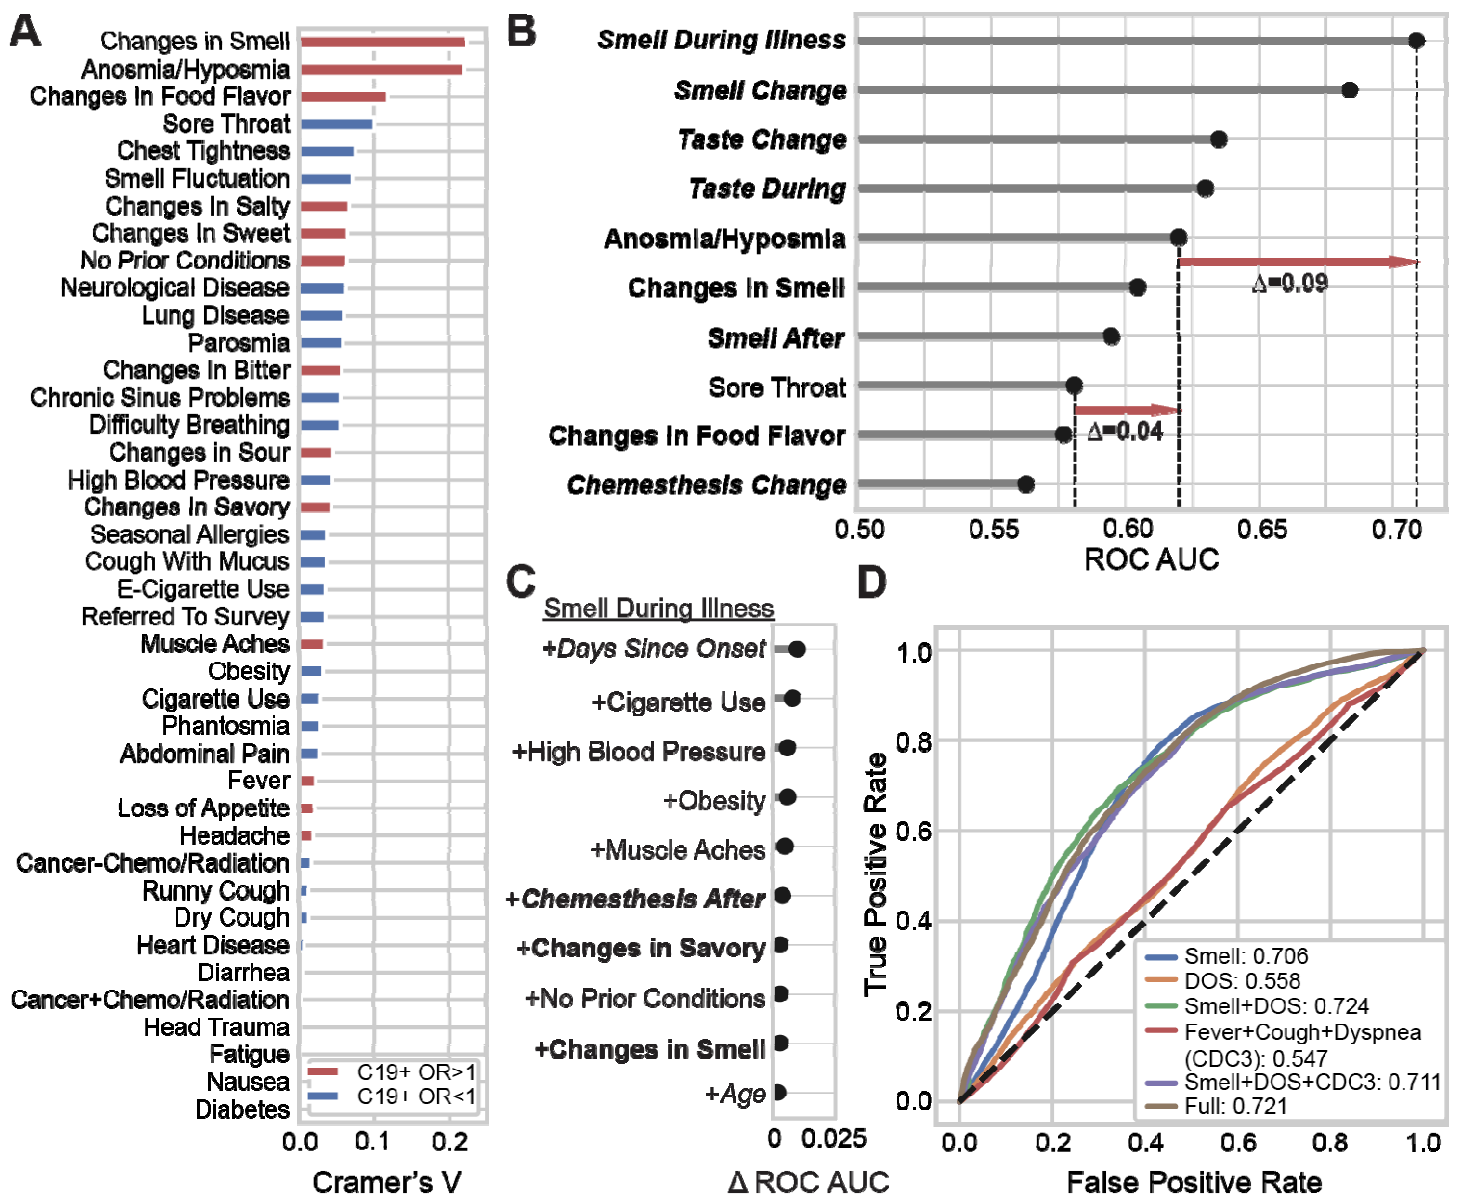 A
Changes in Smell
Anosmia/Hyposmia
Changes In Food Flavor
Sore Throat
Chest Tightness
Smell Fluctuation
Changes In Salty
Changes In Sweet
No Prior Conditions
Neurological Disease
Lung Disease
Parosmia
Changes In Bitter
Chronic Sinus Problems
Difficulty Breathing
Changes in Sour
High Blood Pressure
Changes In Savory
Seasonal Allergies
Cough With Mucus
E-Cigarette Use
Referred To Survey
Muscle Aches
Obesity
Cigarette Use
Phantosmia
Abdominal Pain
Fever
Loss of Appetite
Headache
Cancer-Chemo/Radiation
Runny Cough
Dry Cough
Heart Disease
Diarrhea
Cancer+Chemo/Radiation
Head Trauma
Fatigue
Nausea
Diabetes
C19+ OR>1
C19+ OR<1
0.0 0.1 0.2
Cramer's V
B
Smell During Illness
Smell Change
Taste Change
Taste During
Anosmia/Hyposmia
Changes in Smell
Smell After
Sore Throat
Changes In Food Flavor
Chemesthesis Change
Δ=0.09
Δ=0.04
0.50 0.55 0.60 0.65 0.70
ROC AUC
C
Smell During Illness
+Days Since Onset
+Cigarette Use
+High Blood Pressure
+Obesity
+Muscle Aches
+Chemesthesis After
+Changes in Savory
+No Prior Conditions
+Changes in Smell
+Age
0 0.025
Δ ROC AUC
D
True Positive Rate
1.0
0.8
0.6
0.4
0.2
0.0
Smell: 0.706
DOS: 0.558
Smell+DOS: 0.724
Fever+Cough+Dyspnea
(CDC3): 0.547
Smell+DOS+CDC3: 0.711
Full: 0.721
0.0 0.2 0.4 0.6 0.8 1.0
False Positive Rate